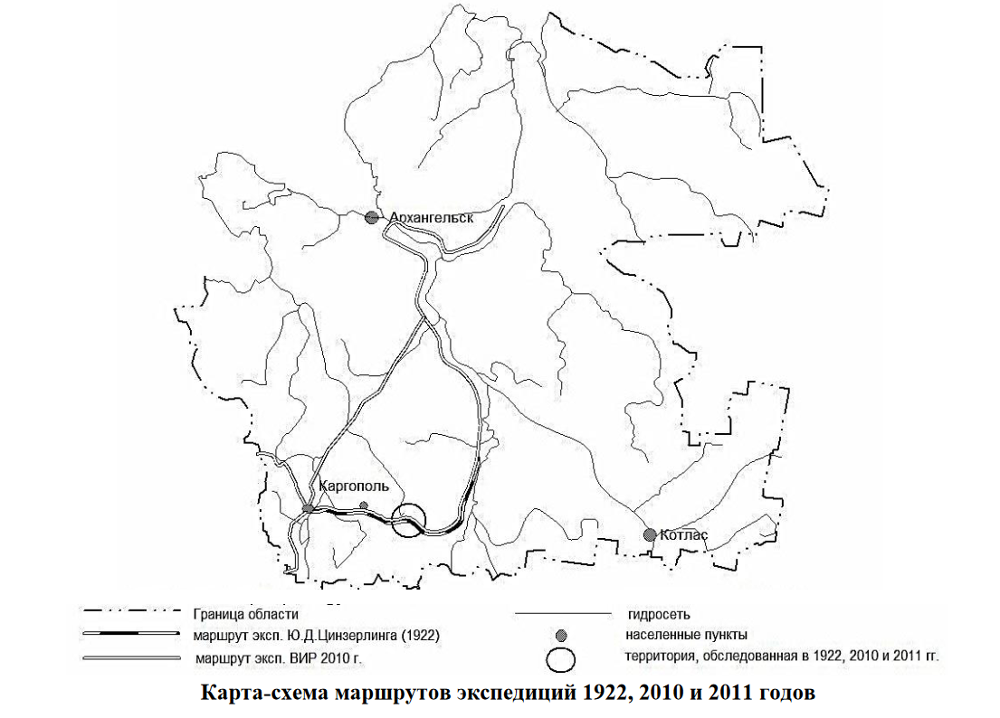 Архангельск
Каргополь
Котлас
Граница области
маршрут эксп. Ю.Д.Цинзерлинга (1922)
маршрут эксп. ВИР 2010 г.
гидросеть
населенные пункты
территория, обследованная в 1922, 2010 и 2011 гг.
Карта-схема маршрутов экспедиций 1922, 2010 и 2011 годов